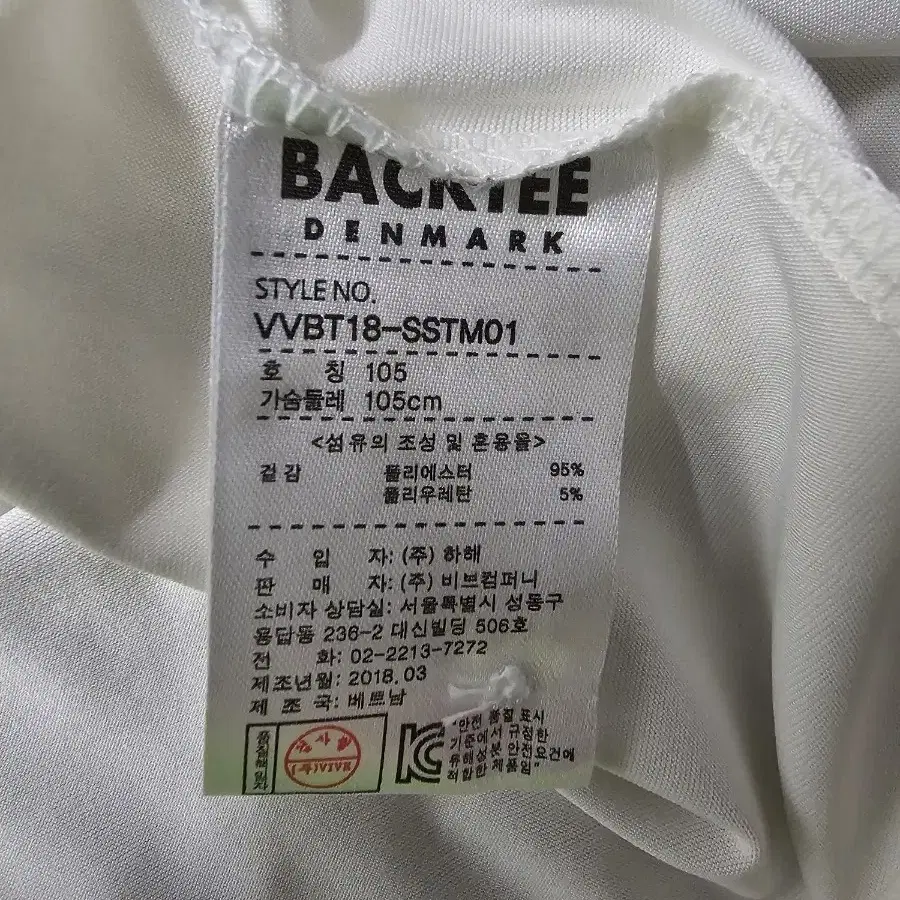 BACKTEE
DENMARK
STYLE NO.
VVBT18-SSTM01
호 칭 105
가슴둘레 105cm
<섬유의 조성 및 혼용율>
겉감 폴리에스터 95%
폴리우레탄 5%
수 입 자: (주) 하해
판 매 자: (주) 비브컴퍼니
소비자 상담실: 서울특별시 성동구
용답동 236-2 대신빌딩 506호
전 화: 02-2213-7272
제조년월: 2018.03
제 조 국: 베트남
품질책임자
"안전 품질 표시
기준에서 규정한
유해성분 안전요건에
적합한 제품임"